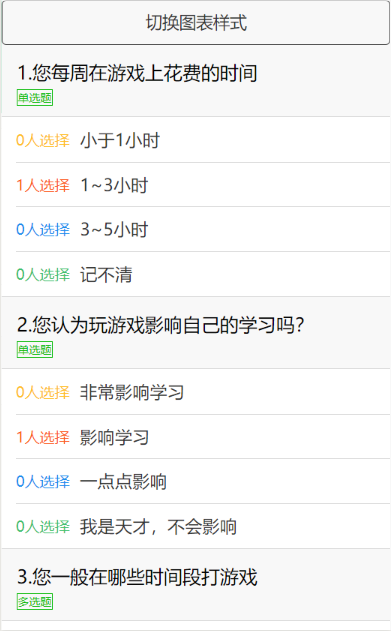 切换图表样式
1.您每周在游戏上花费的时间
单选题
0人选择 小于1小时
1人选择 1~3小时
0人选择 3~5小时
0人选择 记不清
2.您认为玩游戏影响自己的学习吗?
单选题
0人选择 非常影响学习
1人选择 影响学习
0人选择 一点点影响
0人选择 我是天才，不会影响
3.您一般在哪些时间段打游戏
多选题